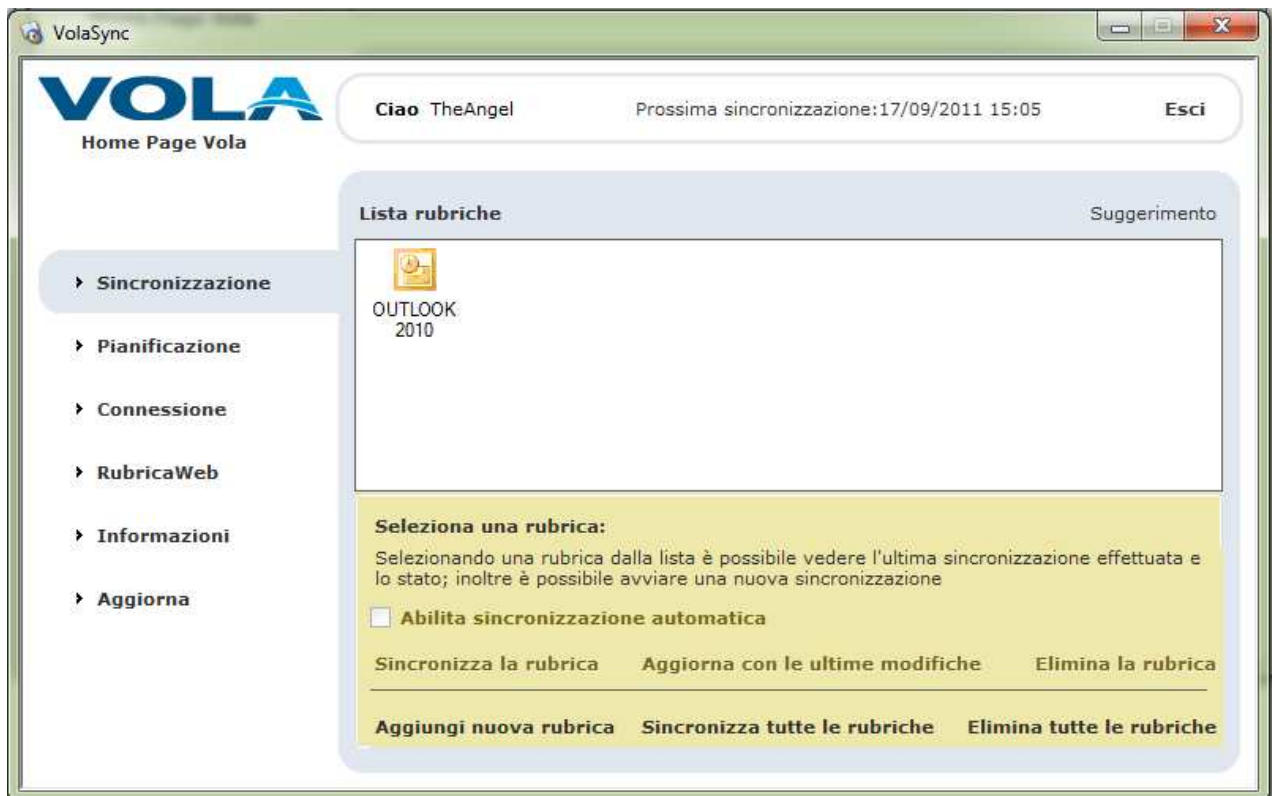 VolaSync
VOLA
Home Page Vola
Ciao TheAngel
Prossima sincronizzazione:17/09/2011 15:05
Esci
Sincronizzazione
Pianificazione
Connessione
RubricaWeb
Informazioni
Aggiorna
Lista rubriche
Suggerimento
OUTLOOK
2010
Seleziona una rubrica:
Selezionando una rubrica dalla lista è possibile vedere l'ultima sincronizzazione effettuata e
lo stato; inoltre è possibile avviare una nuova sincronizzazione
Abilita sincronizzazione automatica
Sincronizza la rubrica
Aggiorna con le ultime modifiche
Elimina la rubrica
Aggiungi nuova rubrica
Sincronizza tutte le rubriche
Elimina tutte le rubriche